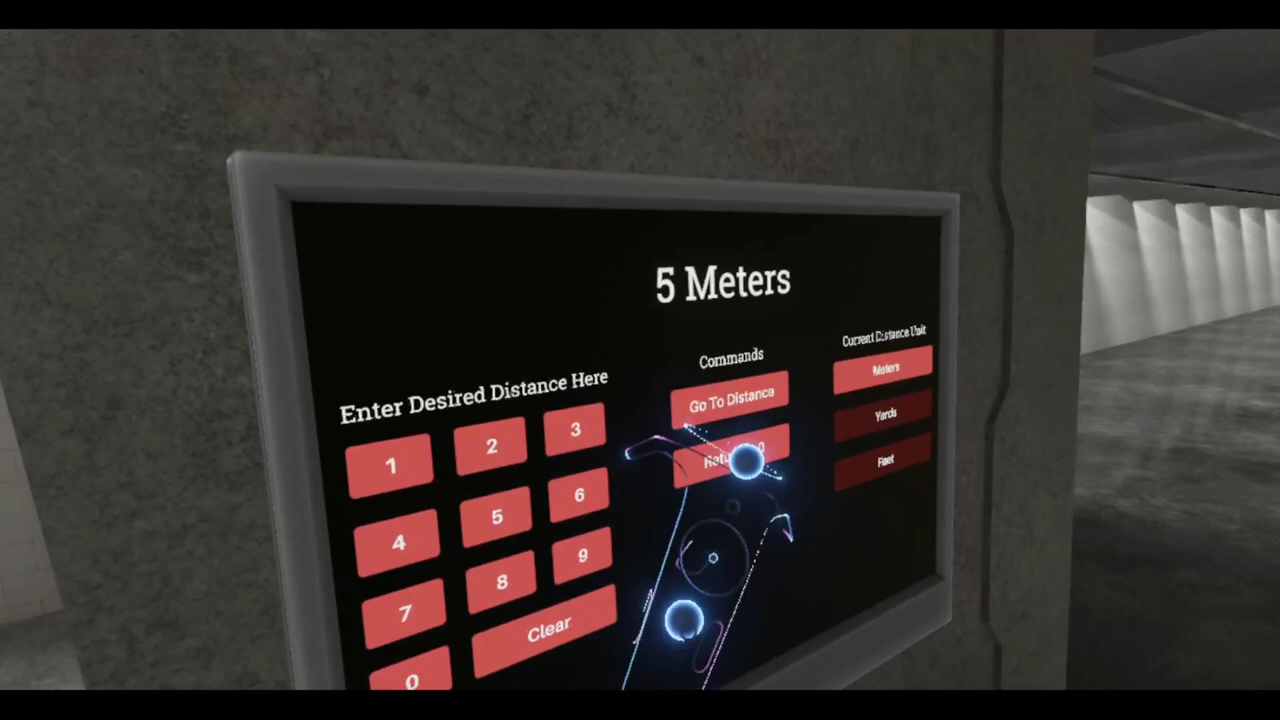 5 Meters
Enter Desired Distance Here
1 2 3
4 5 6
7 8 9
0 Clear
Commands
Go To Distance
0
Current Distance Unit
Meters
Yards
Feet